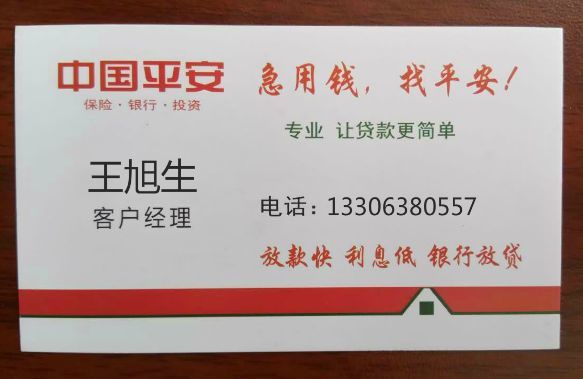 中国平安
保险·银行·投资
急用钱，找平安！
专业 让贷款更简单
王旭生
客户经理
电话：13306380557
放款快 利息低 银行放贷